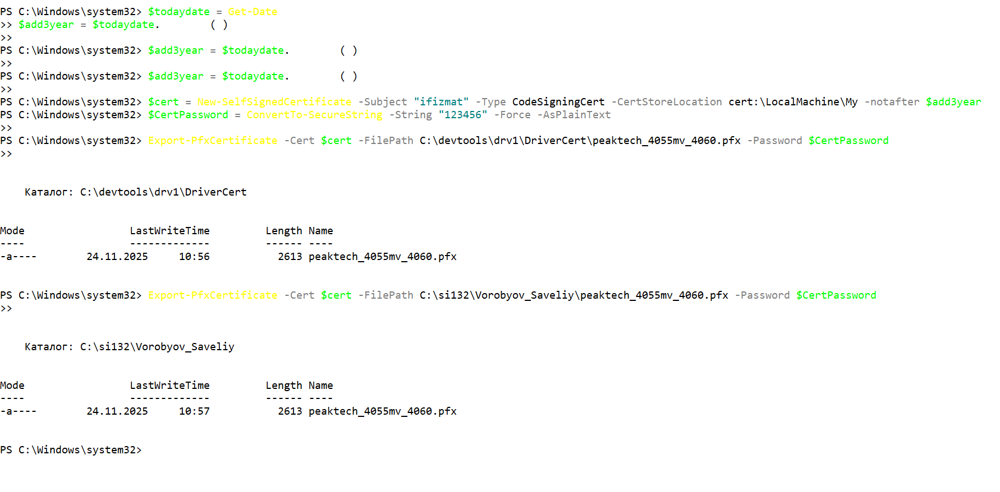 PS C:\Windows\system32> $todaydate = Get-Date
>> $add3year = $todaydate.        ( )
>>
PS C:\Windows\system32> $add3year = $todaydate.        ( )
>>
PS C:\Windows\system32> $add3year = $todaydate.        ( )
>>
PS C:\Windows\system32> $cert = New-SelfSignedCertificate -Subject "ifizmat" -Type CodeSigningCert -CertStoreLocation cert:\LocalMachine\My -notafter $add3year
PS C:\Windows\system32> $CertPassword = ConvertTo-SecureString -String "123456" -Force -AsPlainText
>>
PS C:\Windows\system32> Export-PfxCertificate -Cert $cert -FilePath C:\devtools\drv1\DriverCert\peaktech_4055mv_4060.pfx -Password $CertPassword
>>
Каталог: C:\devtools\drv1\DriverCert
Mode                 LastWriteTime         Length Name
----                 -------------         ------ ----
-a----        24.11.2025     10:56           2613 peaktech_4055mv_4060.pfx
PS C:\Windows\system32> Export-PfxCertificate -Cert $cert -FilePath C:\si132\Vorobyov_Saveliy\peaktech_4055mv_4060.pfx -Password $CertPassword
>>
Каталог: C:\si132\Vorobyov_Saveliy
Mode                 LastWriteTime         Length Name
----                 -------------         ------ ----
-a----        24.11.2025     10:57           2613 peaktech_4055mv_4060.pfx
PS C:\Windows\system32>